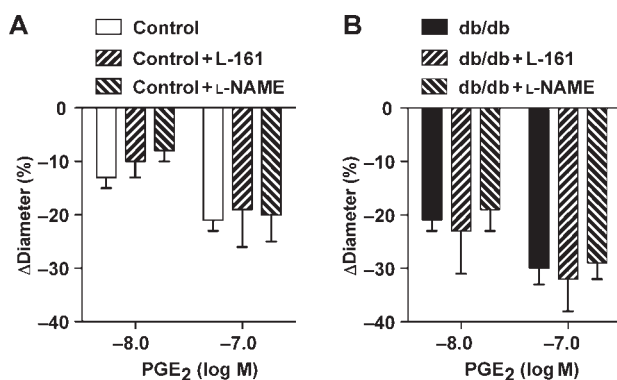 A
Control
Control + L-161
Control + L-NAME
0
–10
–20
–30
–40
ΔDiameter (%)
–8.0
–7.0
PGE₂ (log M)
B
db/db
db/db + L-161
db/db + L-NAME
0
–10
–20
–30
–40
ΔDiameter (%)
–8.0
–7.0
PGE₂ (log M)